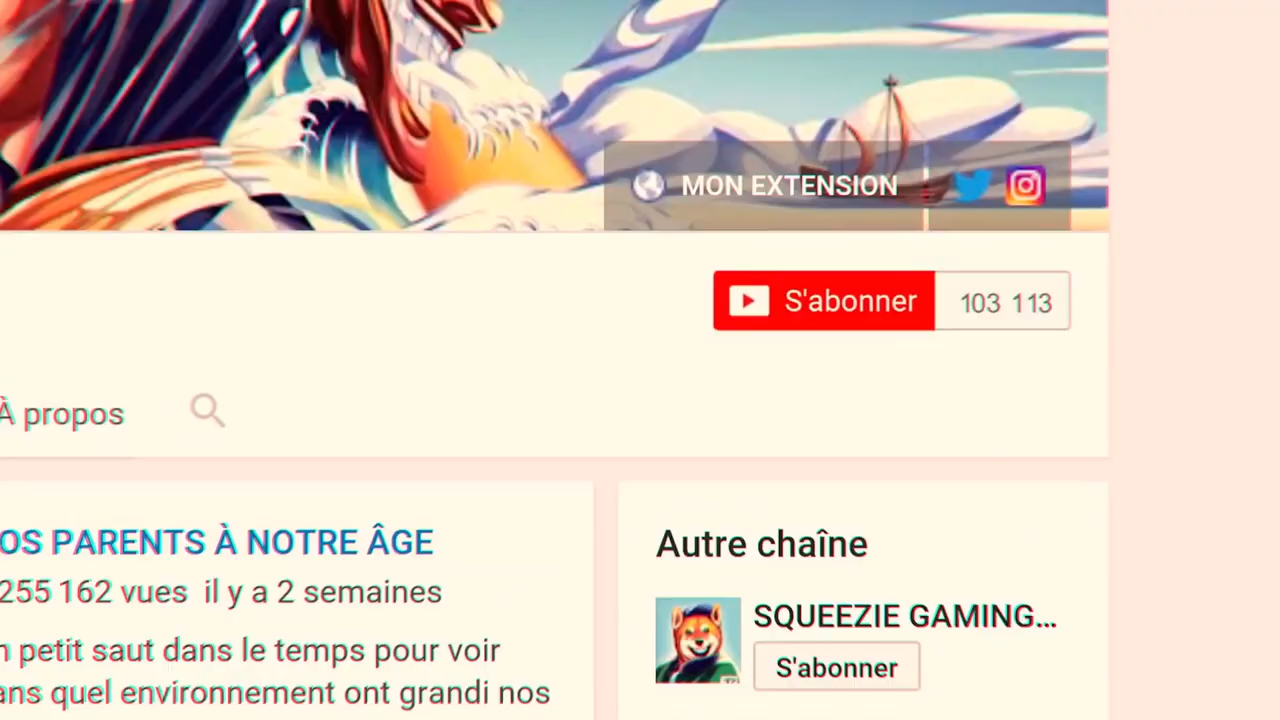 MON EXTENSION
S'abonner 103 113
À propos
OS PARENTS À NOTRE ÂGE
255 162 vues il y a 2 semaines
petit saut dans le temps pour voir
ans quel environnement ont grandi nos
Autre chaîne
SQUEEZIE GAMING...
S'abonner